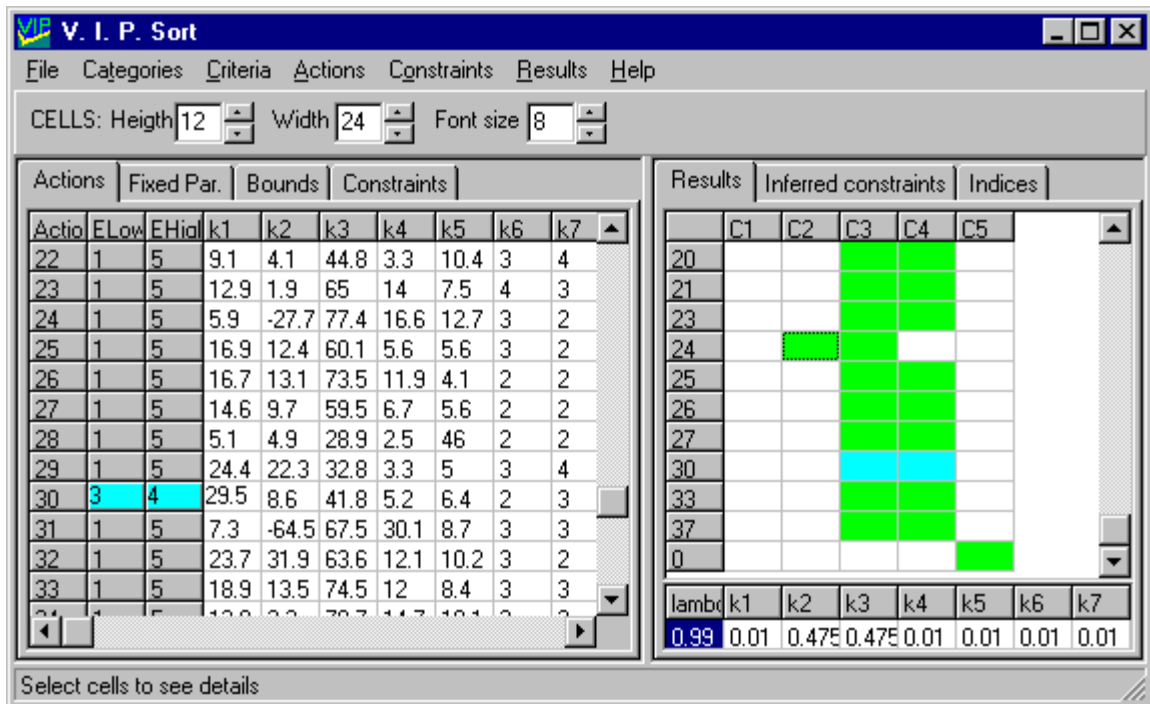 VIP V. I. P. Sort
File Categories Criteria Actions Constraints Results Help
CELLS: Heigth 12 Width 24 Font size 8
Actions Fixed Par. Bounds Constraints
Actio ELow EHigl k1 k2 k3 k4 k5 k6 k7
22 1 5 9.1 4.1 44.8 3.3 10.4 3 4
23 1 5 12.9 1.9 65 14 7.5 4 3
24 1 5 5.9 -27.7 77.4 16.6 12.7 3 2
25 1 5 16.9 12.4 60.1 5.6 5.6 3 2
26 1 5 16.7 13.1 73.5 11.9 4.1 2 2
27 1 5 14.6 9.7 59.5 6.7 5.6 2 2
28 1 5 5.1 4.9 28.9 2.5 46 2 2
29 1 5 24.4 22.3 32.8 3.3 5 3 4
30 3 4 29.5 8.6 41.8 5.2 6.4 2 3
31 1 5 7.3 -64.5 67.5 30.1 8.7 3 3
32 1 5 23.7 31.9 63.6 12.1 10.2 3 2
33 1 5 18.9 13.5 74.5 12 8.4 3 3
Results Inferred constraints Indices
C1 C2 C3 C4 C5
20
21
23
24
25
26
27
30
33
37
0
lambd k1 k2 k3 k4 k5 k6 k7
0.99 0.01 0.475 0.475 0.01 0.01 0.01 0.01
Select cells to see details